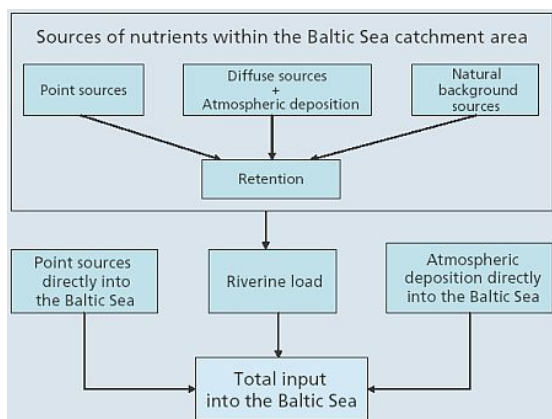 Sources of nutrients within the Baltic Sea catchment area
Point sources
Diffuse sources
+
Atmospheric deposition
Natural
background
sources
Retention
Point sources
directly into
the Baltic Sea
Riverine load
Atmospheric
deposition directly
into the Baltic Sea
Total input
into the Baltic Sea